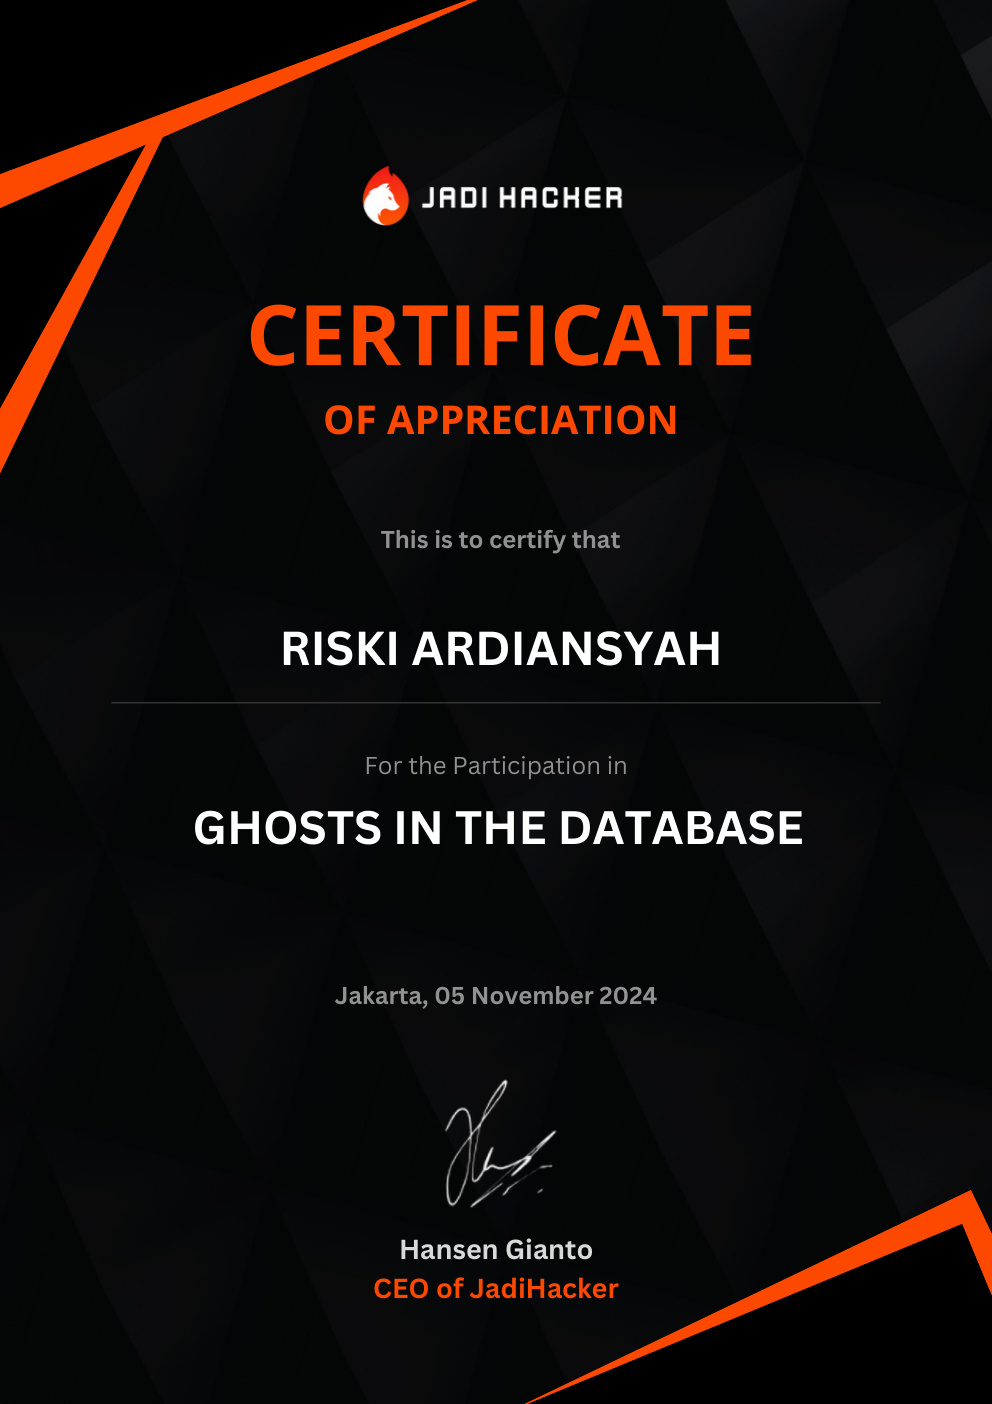 JADI HACKER
CERTIFICATE
OF APPRECIATION
This is to certify that
RISKI ARDIANSYAH
For the Participation in
GHOSTS IN THE DATABASE
Jakarta, 05 November 2024
Hansen Gianto
CEO of JadiHacker